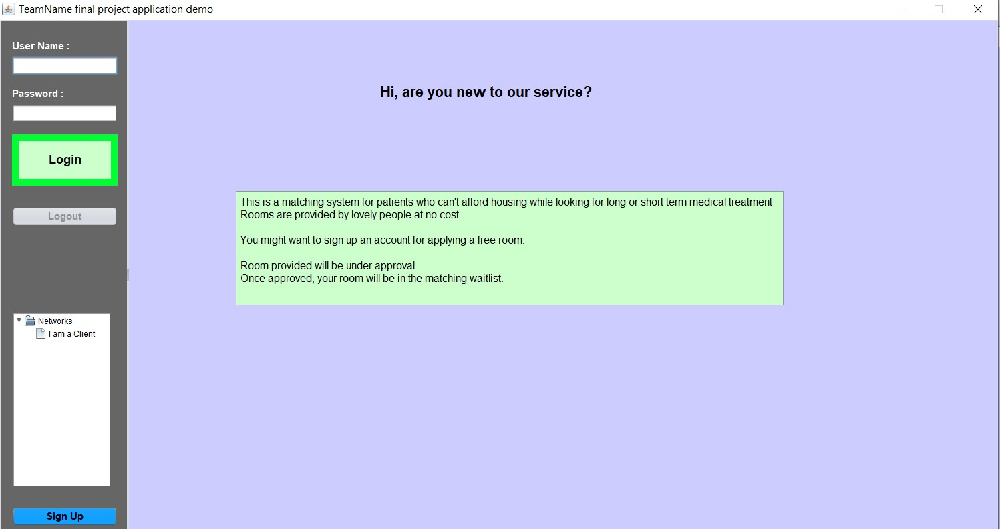 TeamName final project application demo
User Name :
Password :
Login
Logout
Networks
I am a Client
Sign Up
Hi, are you new to our service?
This is a matching system for patients who can't afford housing while looking for long or short term medical treatment
Rooms are provided by lovely people at no cost.
You might want to sign up an account for applying a free room.
Room provided will be under approval.
Once approved, your room will be in the matching waitlist.